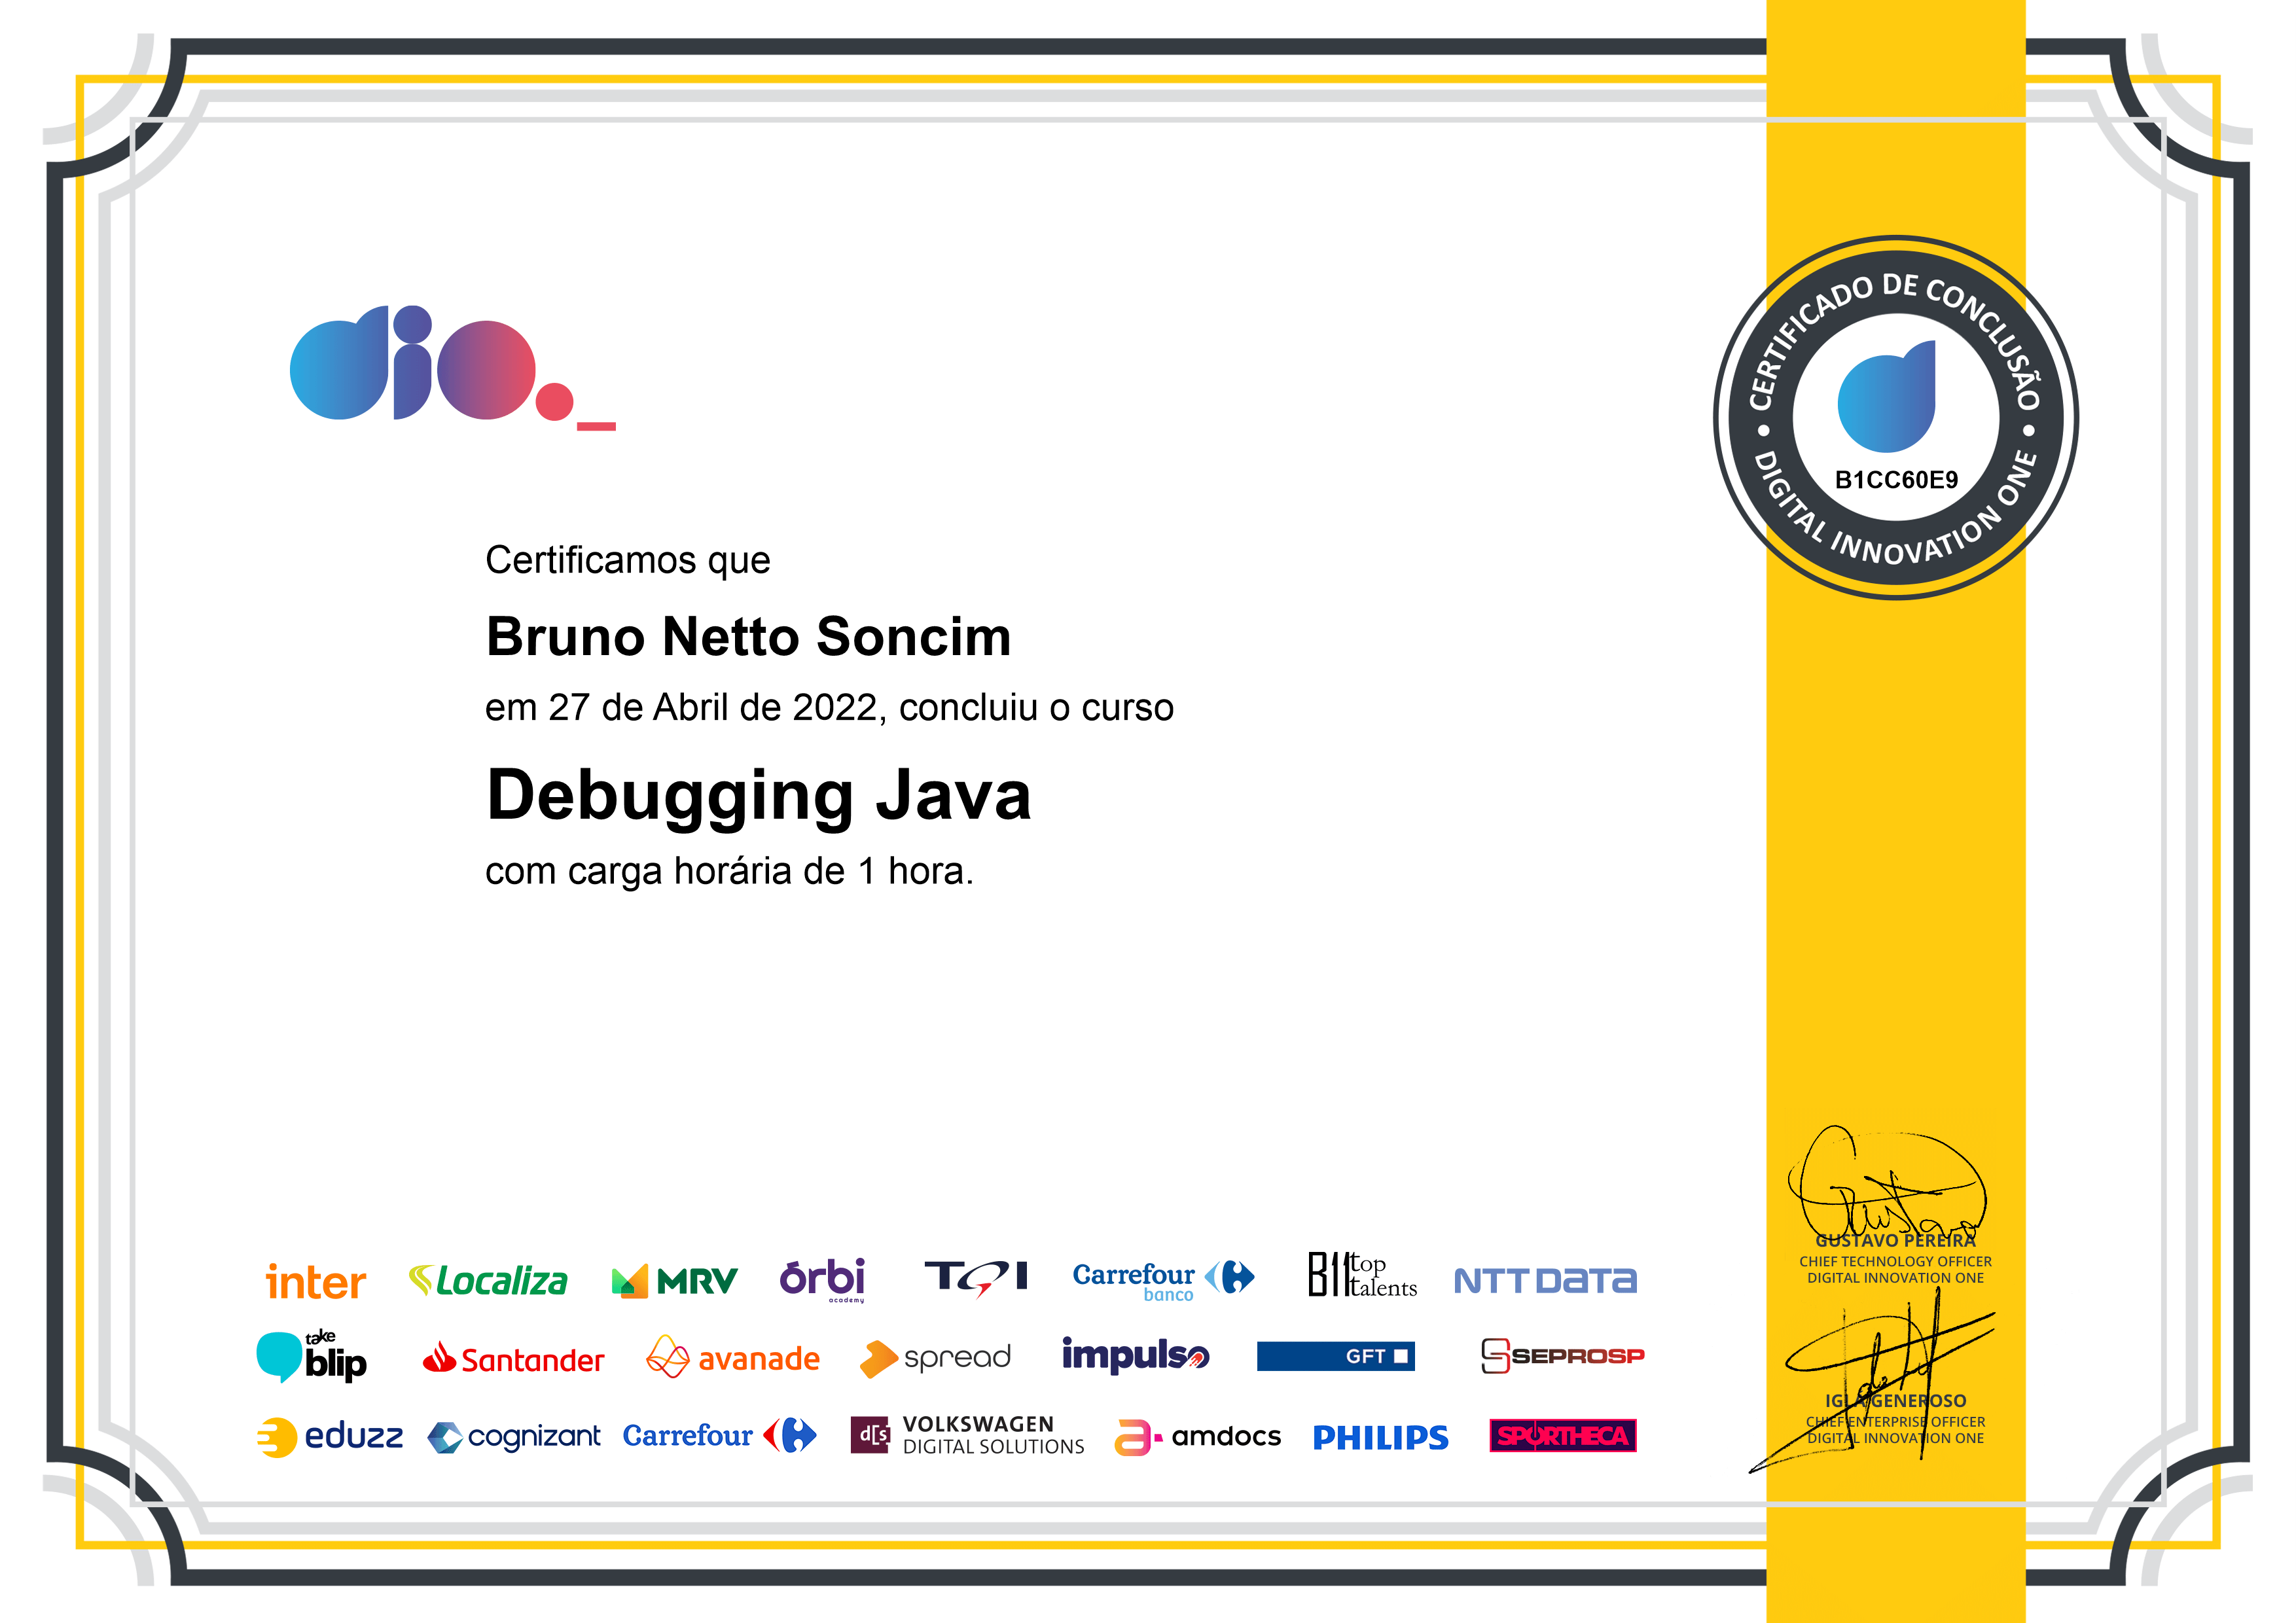 dio._
CERTIFICADO DE CONCLUSÃO
B1CC60E9
DIGITAL INNOVATION ONE
Certificamos que
Bruno Netto Soncim
em 27 de Abril de 2022, concluiu o curso
Debugging Java
com carga horária de 1 hora.
Gustavo
GUSTAVO PEREIRA
CHIEF TECHNOLOGY OFFICER
DIGITAL INNOVATION ONE
IGLA GENEROSO
CHIEF ENTERPRISE OFFICER
DIGITAL INNOVATION ONE
inter Localiza MRV órbi academy TQI Carrefour banco B11 top talents NTT DATA
take blip Santander avanade spread impulso GFT SEPROSP
eduzz cognizant Carrefour d[s] VOLKSWAGEN DIGITAL SOLUTIONS amdocs PHILIPS SPORTHECA